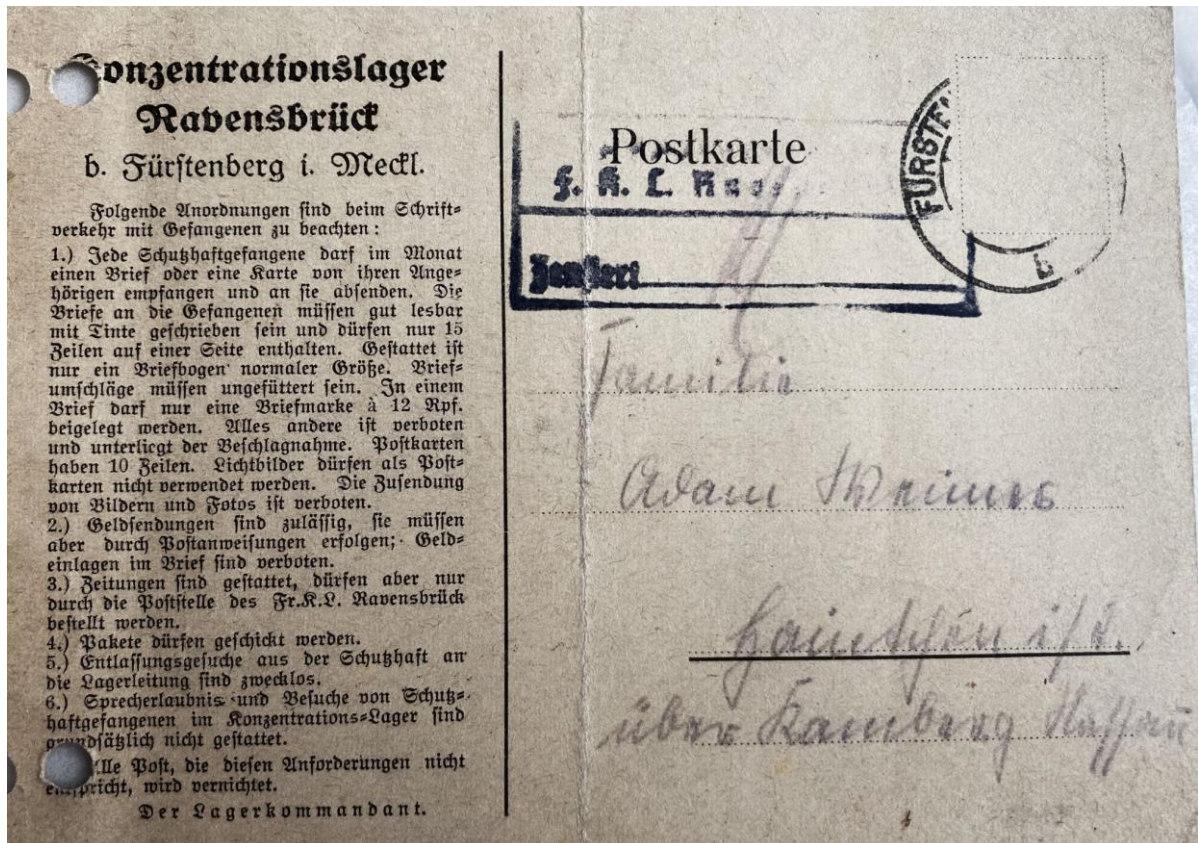 Konzentrationslager
Ravensbrück
b. Fürstenberg i. Meckl.
Folgende Anordnungen sind beim Schrift-
verkehr mit Gefangenen zu beachten:
1.) Jede Schutzhaftgefangene darf im Monat
einen Brief oder eine Karte von ihren Ange-
hörigen empfangen und an sie absenden. Die
Briefe an die Gefangenen müssen gut lesbar
mit Tinte geschrieben sein und dürfen nur 15
Zeilen auf einer Seite enthalten. Gestattet ist
nur ein Briefbogen normaler Größe. Brief-
umschläge müssen ungefüttert sein. In einem
Brief darf nur eine Briefmarke à 12 Rpf.
beigelegt werden. Alles andere ist verboten
und unterliegt der Beschlagnahme. Postkarten
haben 10 Zeilen. Lichtbilder dürfen als Post-
karten nicht verwendet werden. Die Zusendung
von Bildern und Fotos ist verboten.
2.) Geldsendungen sind zulässig, sie müssen
aber durch Postanweisungen erfolgen; Geld-
einlagen im Brief sind verboten.
3.) Zeitungen sind gestattet, dürfen aber nur
durch die Poststelle des Fr.K.L. Ravensbrück
bestellt werden.
4.) Pakete dürfen geschickt werden.
5.) Entlassungsgesuche aus der Schutzhaft an
die Lagerleitung sind zwecklos.
6.) Sprecherlaubnis und Besuche von Schutz-
haftgefangenen im Konzentrations-Lager sind
grundsätzlich nicht gestattet.
Alle Post, die diesen Anforderungen nicht
entspricht, wird vernichtet.
Der Lagerkommandant.
Postkarte
F. K. L.
Zensiert
FÜRSTEN
b
Familie
Adam
über Kamberg Nassau